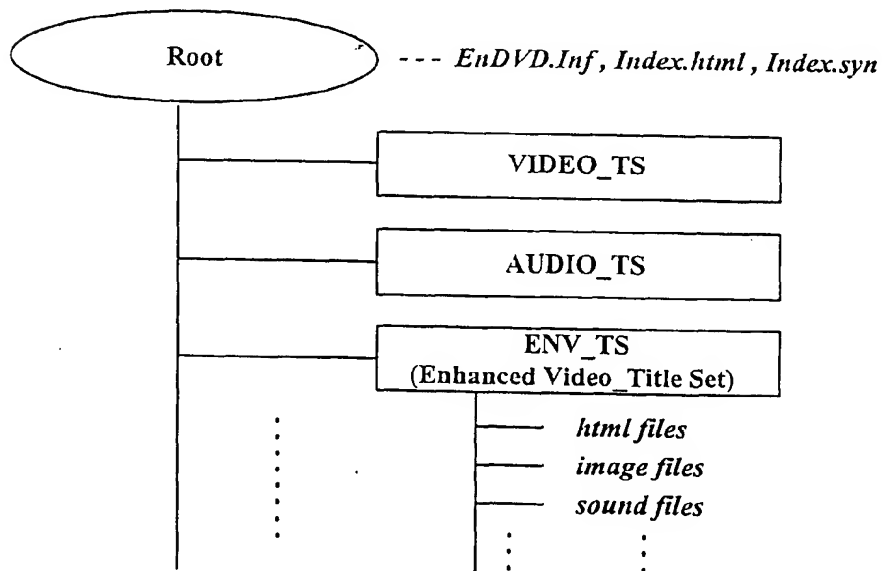 Root
--- EnDVD.Inf, Index.html, Index.syn
VIDEO_TS
AUDIO_TS
ENV_TS
(Enhanced Video_Title Set)
html files
image files
sound files